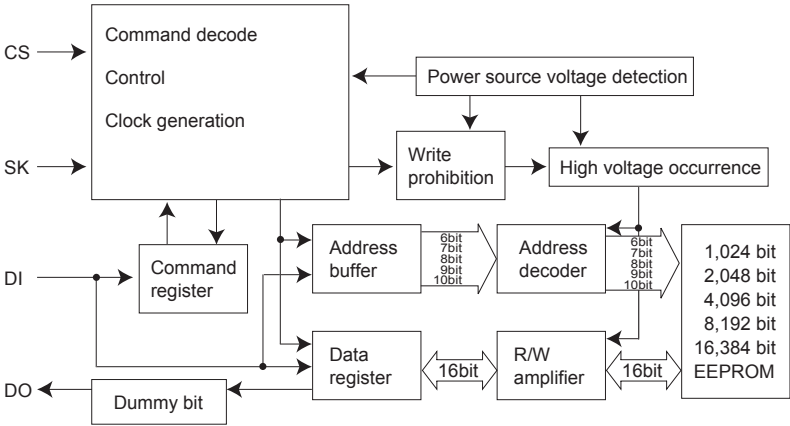 CS
SK
DI
DO
Command decode
Control
Clock generation
Power source voltage detection
Write
prohibition
High voltage occurrence
Command
register
Address
buffer
6bit
7bit
8bit
9bit
10bit
Address
decoder
6bit
7bit
8bit
9bit
10bit
1,024 bit
2,048 bit
4,096 bit
8,192 bit
16,384 bit
EEPROM
Data
register
16bit
R/W
amplifier
16bit
Dummy bit